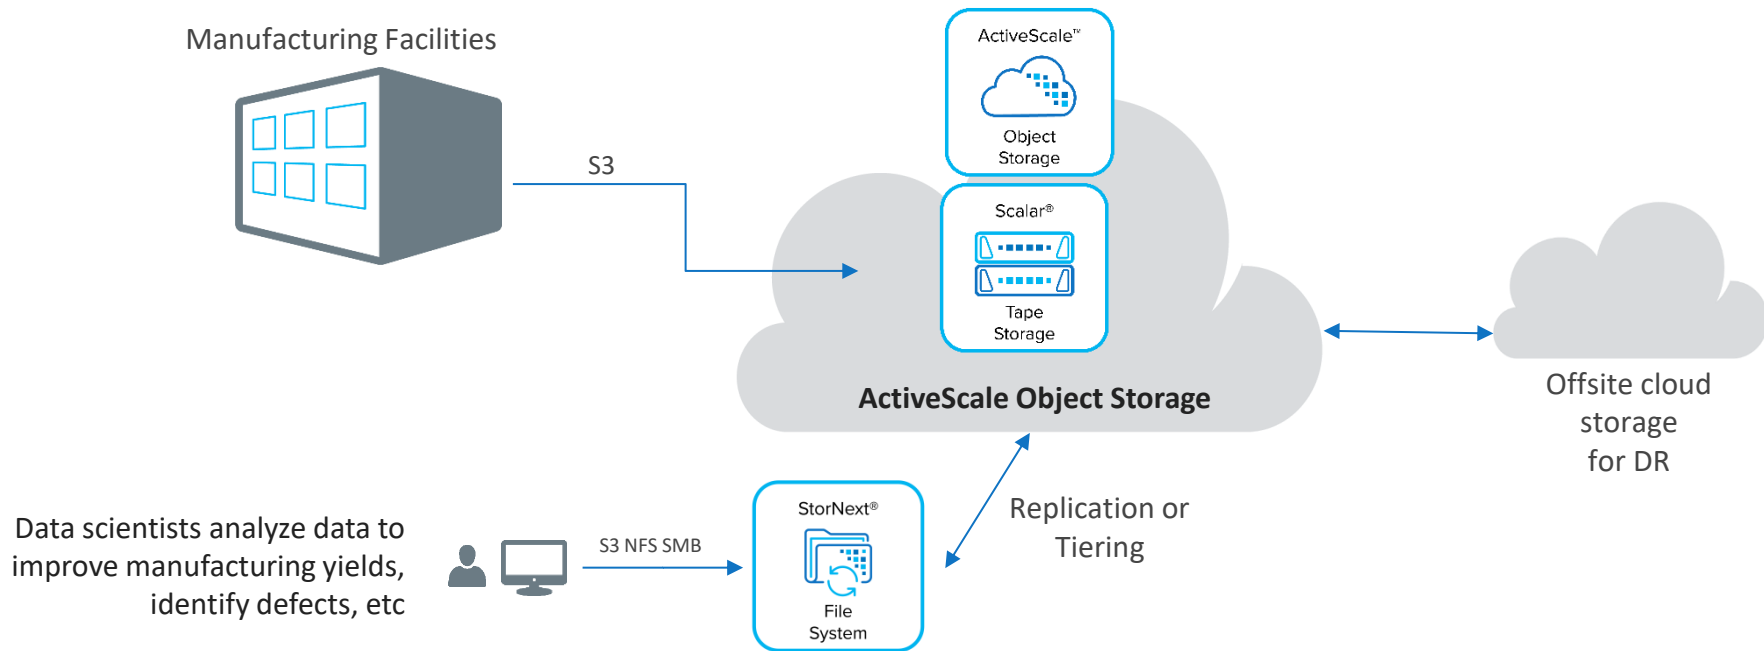 Manufacturing Facilities
ActiveScale™
Object
Storage
S3
Scalar®
Tape
Storage
ActiveScale Object Storage
Offsite cloud
storage
for DR
Replication or
Tiering
StorNext®
File
System
S3 NFS SMB
Data scientists analyze data to
improve manufacturing yields,
identify defects, etc